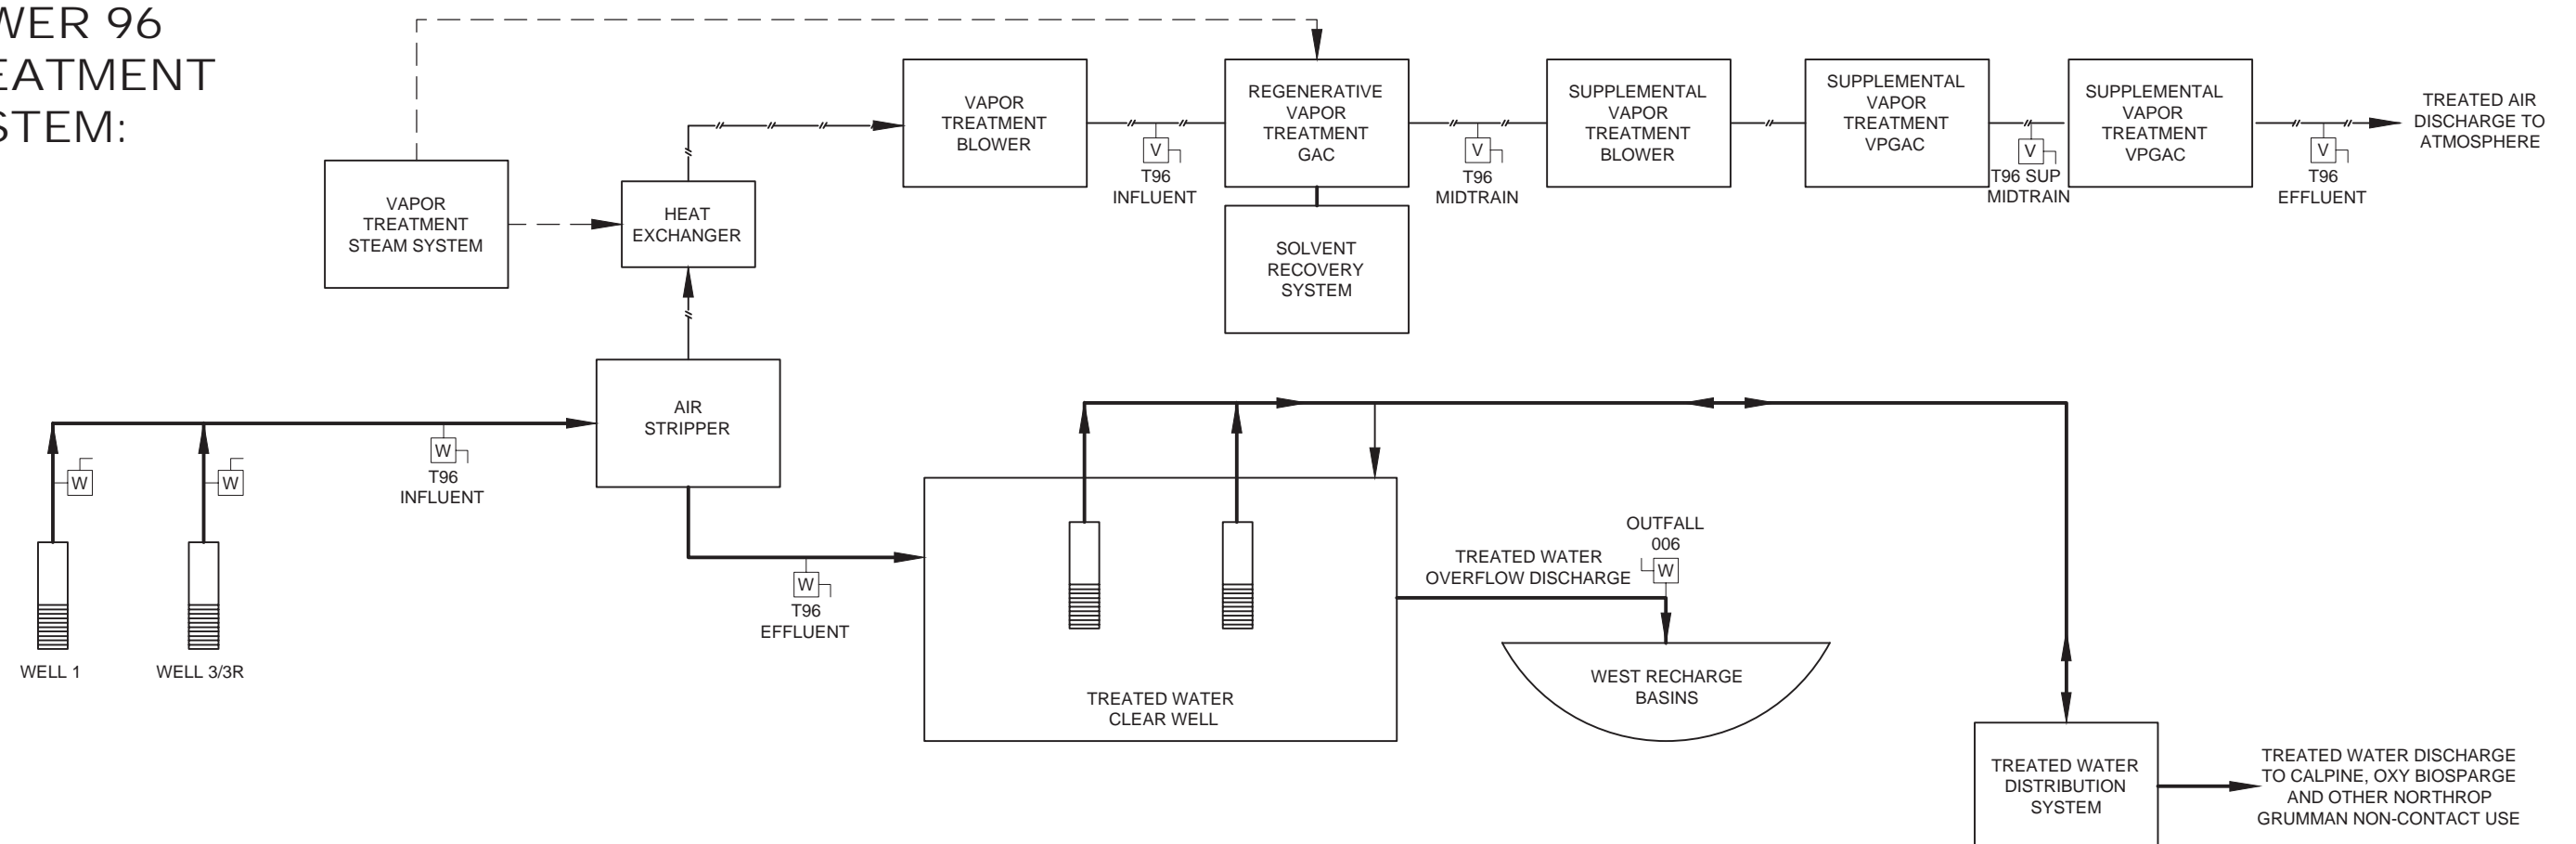 WER 96
EATMENT
STEM:
VAPOR
TREATMENT
STEAM SYSTEM
HEAT
EXCHANGER
VAPOR
TREATMENT
BLOWER
V
T96
INFLUENT
REGENERATIVE
VAPOR
TREATMENT
GAC
V
T96
MIDTRAIN
SUPPLEMENTAL
VAPOR
TREATMENT
BLOWER
SUPPLEMENTAL
VAPOR
TREATMENT
VPGAC
V
T96 SUP
MIDTRAIN
SUPPLEMENTAL
VAPOR
TREATMENT
VPGAC
V
T96
EFFLUENT
TREATED AIR
DISCHARGE TO
ATMOSPHERE
SOLVENT
RECOVERY
SYSTEM
AIR
STRIPPER
W
W
W
T96
INFLUENT
WELL 1
WELL 3/3R
W
T96
EFFLUENT
TREATED WATER
CLEAR WELL
TREATED WATER
OVERFLOW DISCHARGE
OUTFALL
006
W
WEST RECHARGE
BASINS
TREATED WATER
DISTRIBUTION
SYSTEM
TREATED WATER DISCHARGE
TO CALPINE, OXY BIOSPARGE
AND OTHER NORTHROP
GRUMMAN NON-CONTACT USE